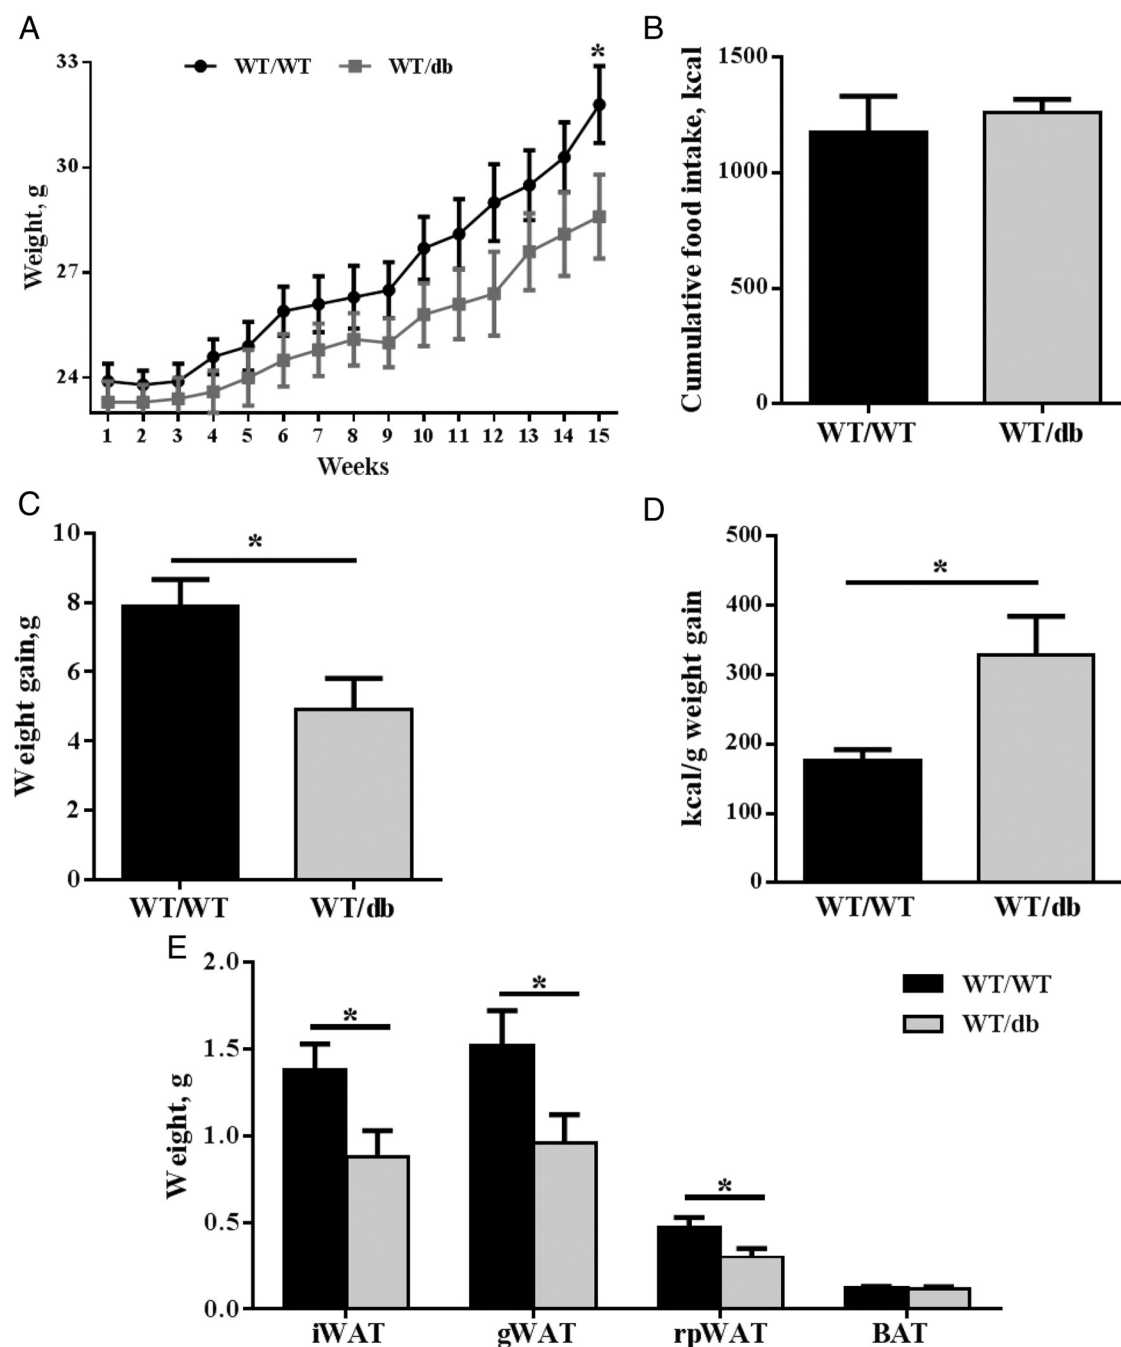 A
WT/WT
WT/db
*
33
30
27
24
Weight, g
1 2 3 4 5 6 7 8 9 10 11 12 13 14 15
Weeks
B
1500
1000
500
0
Cumulative food intake, kcal
WT/WT WT/db
C
10
8
6
4
2
0
Weight gain,g
*
WT/WT WT/db
D
500
400
300
200
100
0
kcal/g weight gain
*
WT/WT WT/db
E
2.0
1.5
1.0
0.5
0.0
Weight, g
* * *
WT/WT
WT/db
iWAT gWAT rpWAT BAT